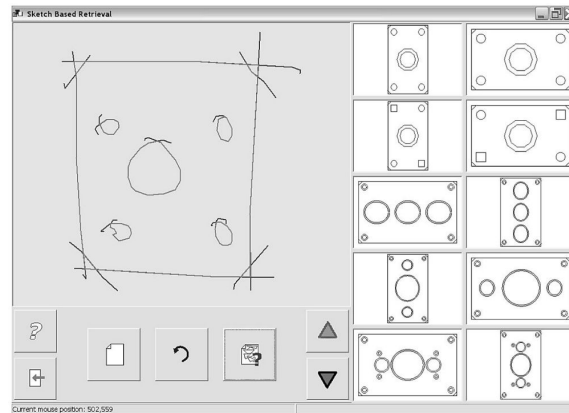 Sketch Based Retrieval
?
Current mouse position: 502,559